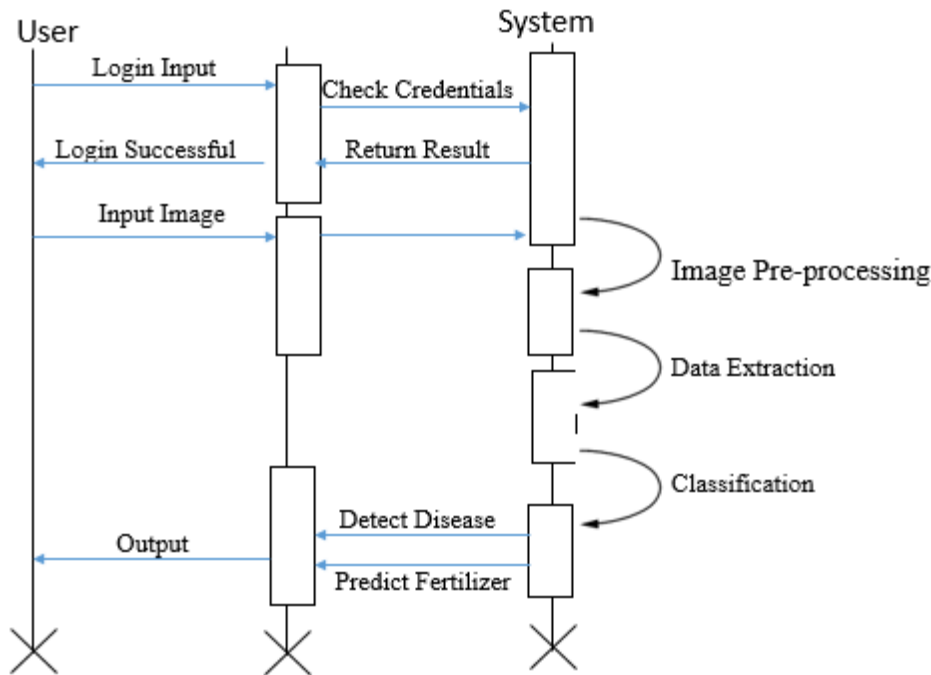 User
System
Login Input
Check Credentials
Login Successful
Return Result
Input Image
Image Pre-processing
Data Extraction
Classification
Detect Disease
Output
Predict Fertilizer